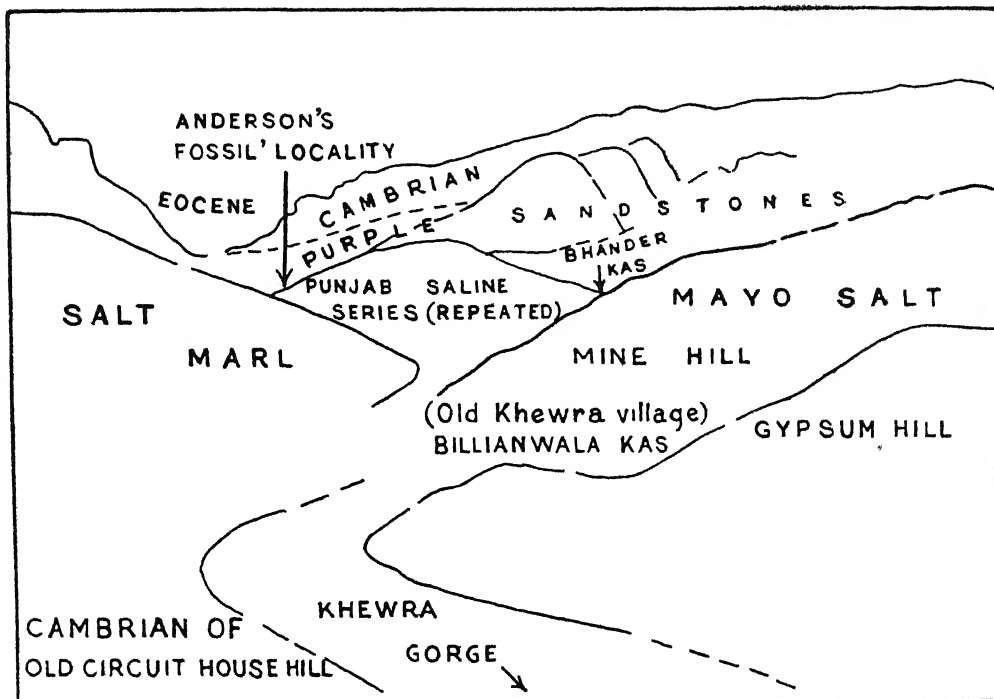 ANDERSON'S
FOSSIL' LOCALITY
EOCENE
CAMBRIAN
PURPLE
SANDSTONES
BHANDER
KAS
PUNJAB SALINE
SERIES (REPEATED)
SALT
MARL
MAYO SALT
MINE HILL
(Old Khewra village)
BILLIANWALA KAS
GYPSUM HILL
KHEWRA
GORGE
CAMBRIAN OF
OLD CIRCUIT HOUSE HILL